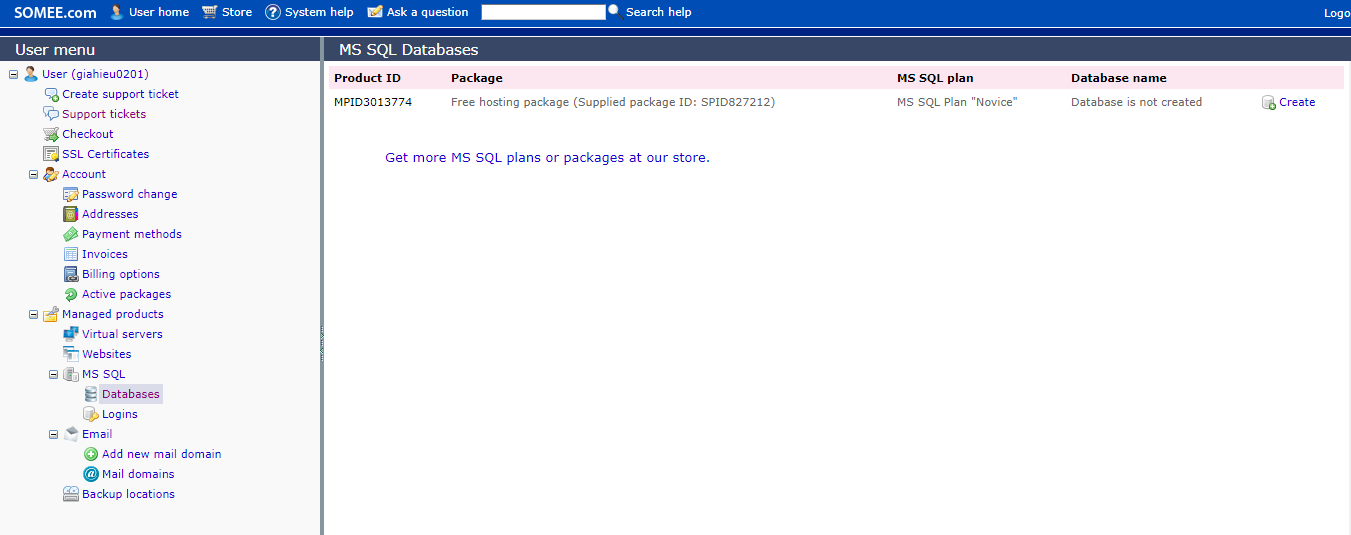 SOMEE.com User home Store System help Ask a question Search help Logo
User menu
MS SQL Databases
User (giahieu0201)
Create support ticket
Support tickets
Checkout
SSL Certificates
Account
Password change
Addresses
Payment methods
Invoices
Billing options
Active packages
Managed products
Virtual servers
Websites
MS SQL
Databases
Logins
Email
Add new mail domain
Mail domains
Backup locations
Product ID Package MS SQL plan Database name
MPID3013774 Free hosting package (Supplied package ID: SPID827212) MS SQL Plan "Novice" Database is not created Create
Get more MS SQL plans or packages at our store.